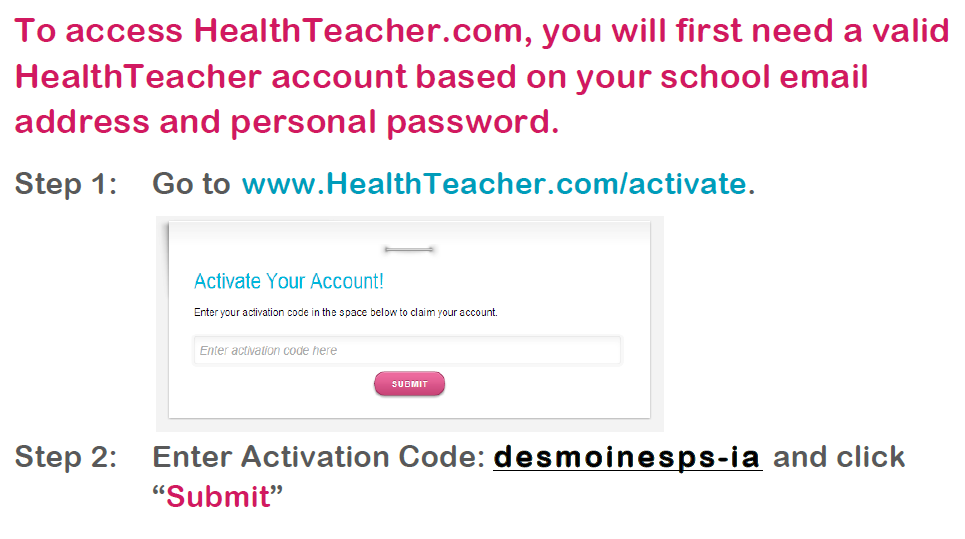 To access HealthTeacher.com, you will first need a valid
HealthTeacher account based on your school email
address and personal password.
Step 1: Go to www.HealthTeacher.com/activate.
Activate Your Account!
Enter your activation code in the space below to claim your account.
Enter activation code here
SUBMIT
Step 2: Enter Activation Code: desmoinesps-ia and click
“Submit”